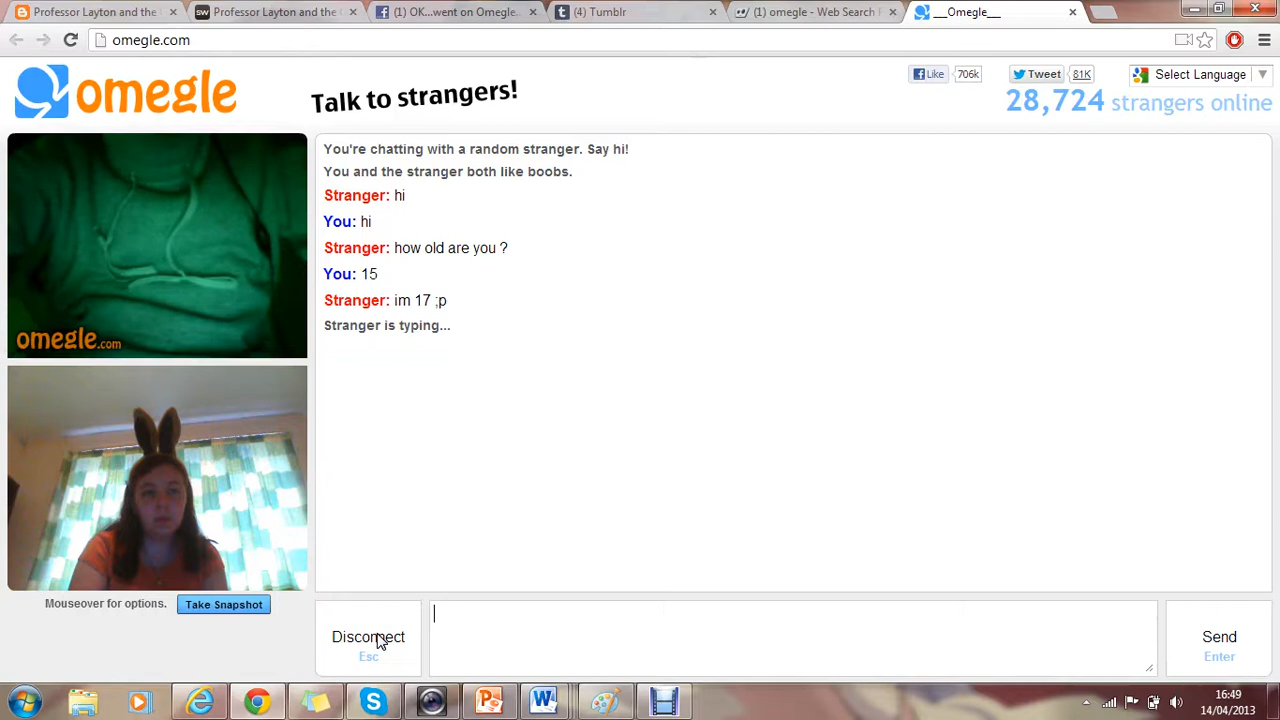 Professor Layton and the
Professor Layton and the
(1) OK...went on Omegle
(4) Tumblr
(1) omegle - Web Search
__Omegle__
omegle.com
omegle
Talk to strangers!
Like 706k
Tweet 81K
Select Language
28,724 strangers online
omegle.com
You're chatting with a random stranger. Say hi!
You and the stranger both like boobs.
Stranger: hi
You: hi
Stranger: how old are you ?
You: 15
Stranger: im 17 ;p
Stranger is typing...
Mouseover for options.
Take Snapshot
Disconnect
Esc
Send
Enter
16:49
14/04/2013